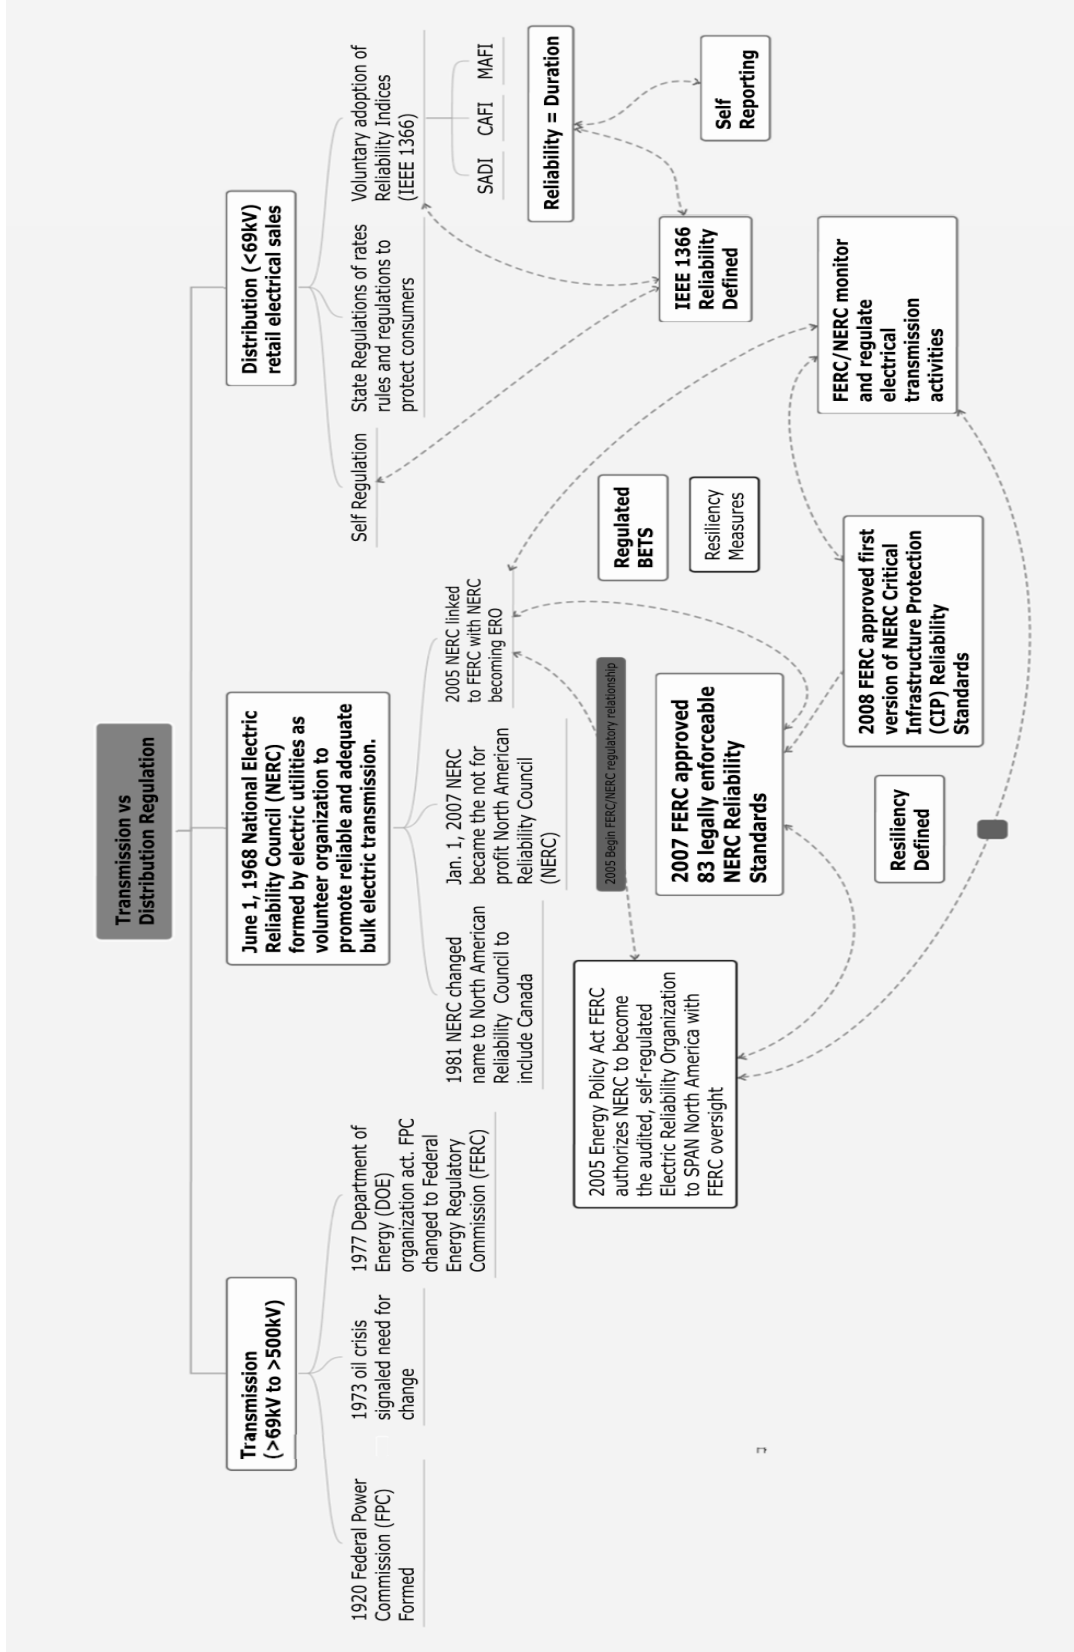 Transmission vs
Distribution Regulation
Transmission
(>69kV to >500kV)
1920 Federal Power
Commission (FPC)
Formed
1973 oil crisis
signaled need for
change
1977 Department of
Energy (DOE)
organization act. FPC
changed to Federal
Energy Regulatory
Commission (FERC)
June 1, 1968 National Electric
Reliability Council (NERC)
formed by electric utilities as
volunteer organization to
promote reliable and adequate
bulk electric transmission.
1981 NERC changed
name to North American
Reliability Council to
include Canada
Jan. 1, 2007 NERC
became the not for
profit North American
Reliability Council
(NERC)
2005 NERC linked
to FERC with NERC
becoming ERO
Distribution (<69kV)
retail electrical sales
Self Regulation
State Regulations of rates
rules and regulations to
protect consumers
Voluntary adoption of
Reliability Indices
(IEEE 1366)
SADI
CAFI
MAFI
Reliability = Duration
Self
Reporting
IEEE 1366
Reliability
Defined
FERC/NERC monitor
and regulate
electrical
transmission
activities
Regulated
BETS
Resiliency
Measures
2005 Begin FERC/NERC regulatory relationship
2005 Energy Policy Act FERC
authorizes NERC to become
the audited, self-regulated
Electric Reliability Organization
to SPAN North America with
FERC oversight
2007 FERC approved
83 legally enforceable
NERC Reliability
Standards
2008 FERC approved first
version of NERC Critical
Infrastructure Protection
(CIP) Reliability
Standards
Resiliency
Defined